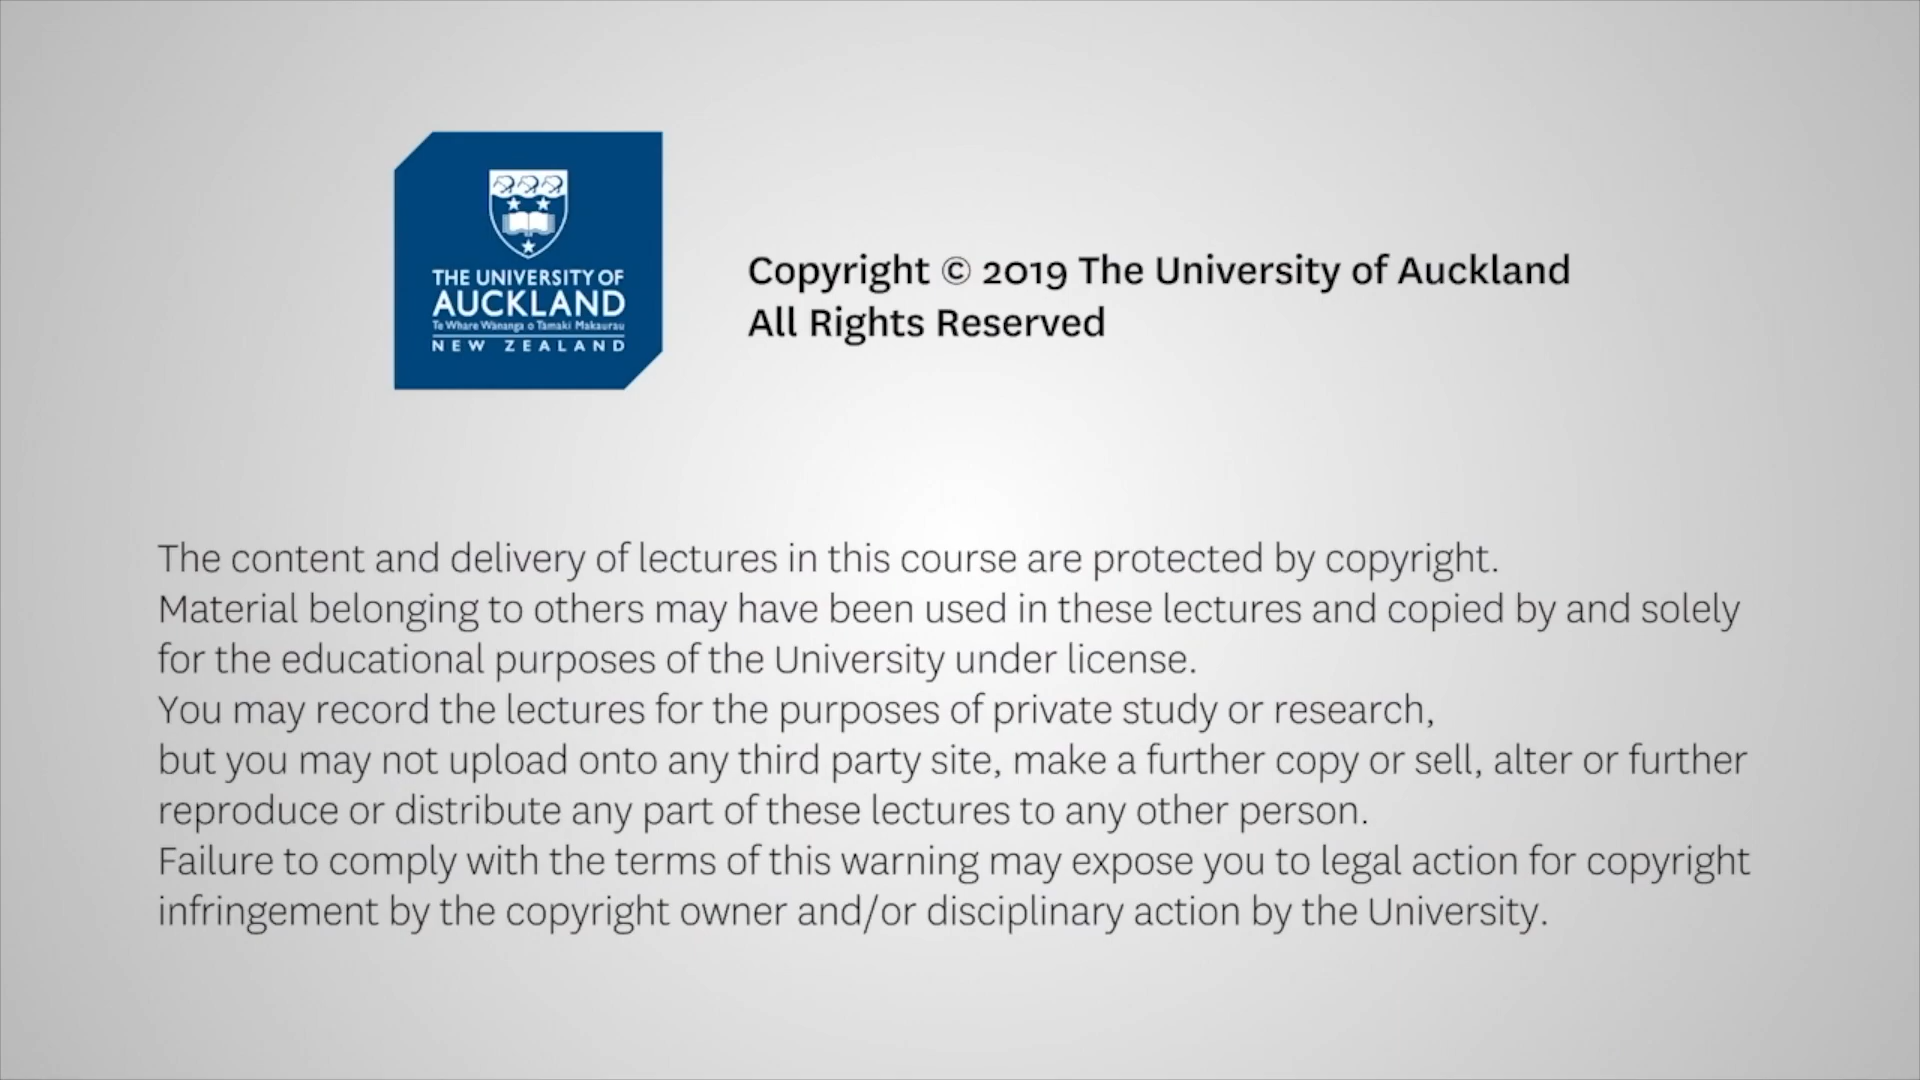 THE UNIVERSITY OF
AUCKLAND
Te Whare Wānanga o Tāmaki Makaurau
NEW ZEALAND
Copyright © 2019 The University of Auckland
All Rights Reserved
The content and delivery of lectures in this course are protected by copyright.
Material belonging to others may have been used in these lectures and copied by and solely
for the educational purposes of the University under license.
You may record the lectures for the purposes of private study or research,
but you may not upload onto any third party site, make a further copy or sell, alter or further
reproduce or distribute any part of these lectures to any other person.
Failure to comply with the terms of this warning may expose you to legal action for copyright
infringement by the copyright owner and/or disciplinary action by the University.